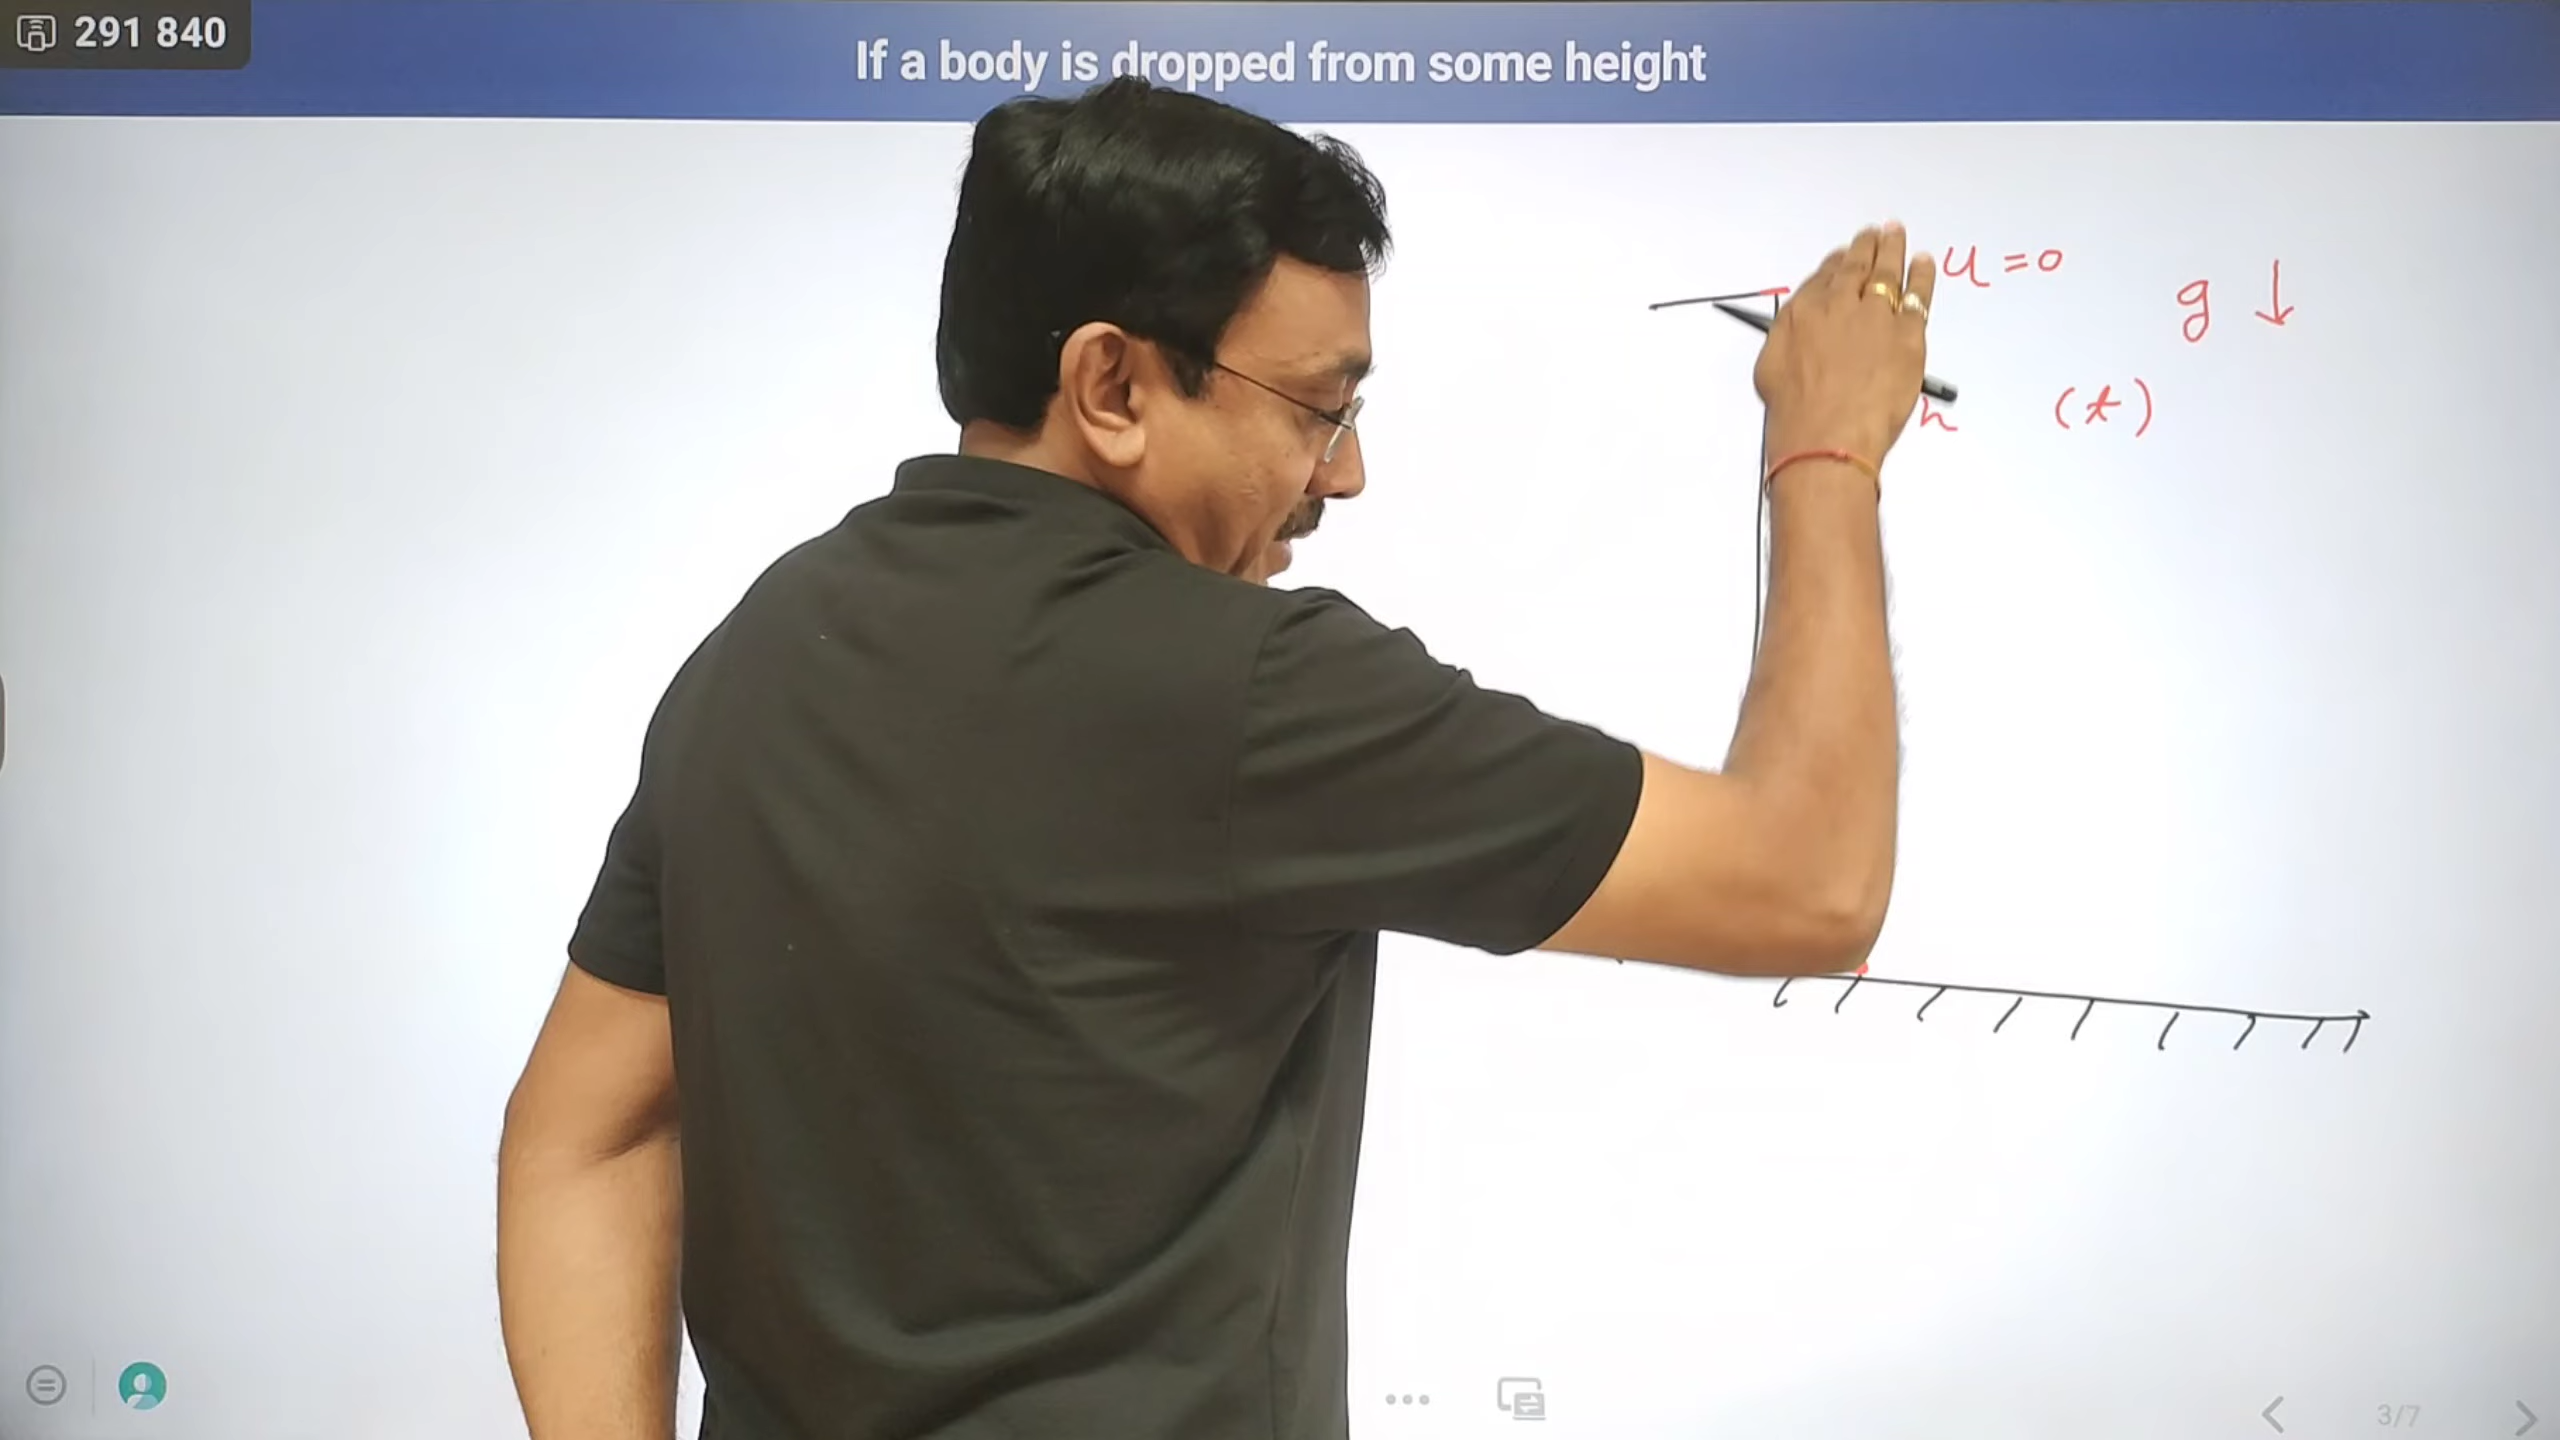 291 840
If a body is dropped from some height
u = 0
g ↓
h (t)
3/7